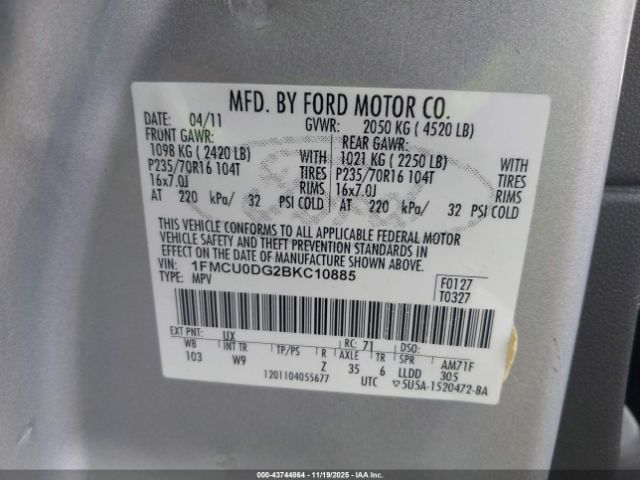 MFD. BY FORD MOTOR CO.
DATE: 04/11 GVWR: 2050 KG ( 4520 LB)
FRONT GAWR: REAR GAWR:
1098 KG ( 2420 LB) WITH 1021 KG ( 2250 LB) WITH
P235/70R16 104T TIRES P235/70R16 104T TIRES
16x7.0J RIMS 16x7.0J RIMS
AT 220 kPa/ 32 PSI COLD AT 220 kPa/ 32 PSI COLD
THIS VEHICLE CONFORMS TO ALL APPLICABLE FEDERAL MOTOR
VEHICLE SAFETY AND THEFT PREVENTION STANDARDS IN
EFFECT ON THE DATE OF MANUFACTURE SHOWN ABOVE.
VIN: 1FMCU0DG2BKC10885 F0127
TYPE: MPV T0327
EXT PNT: UX RC: 71 DSO:
WB INT TR TP/PS R AXLE TR SPR AM71F
103 W9 Z 35 6 LLDD 305
1201104055677 UTC ▽5U5A-1520472-BA
000-43744864 | 11/19/2025 - IAAI.COM